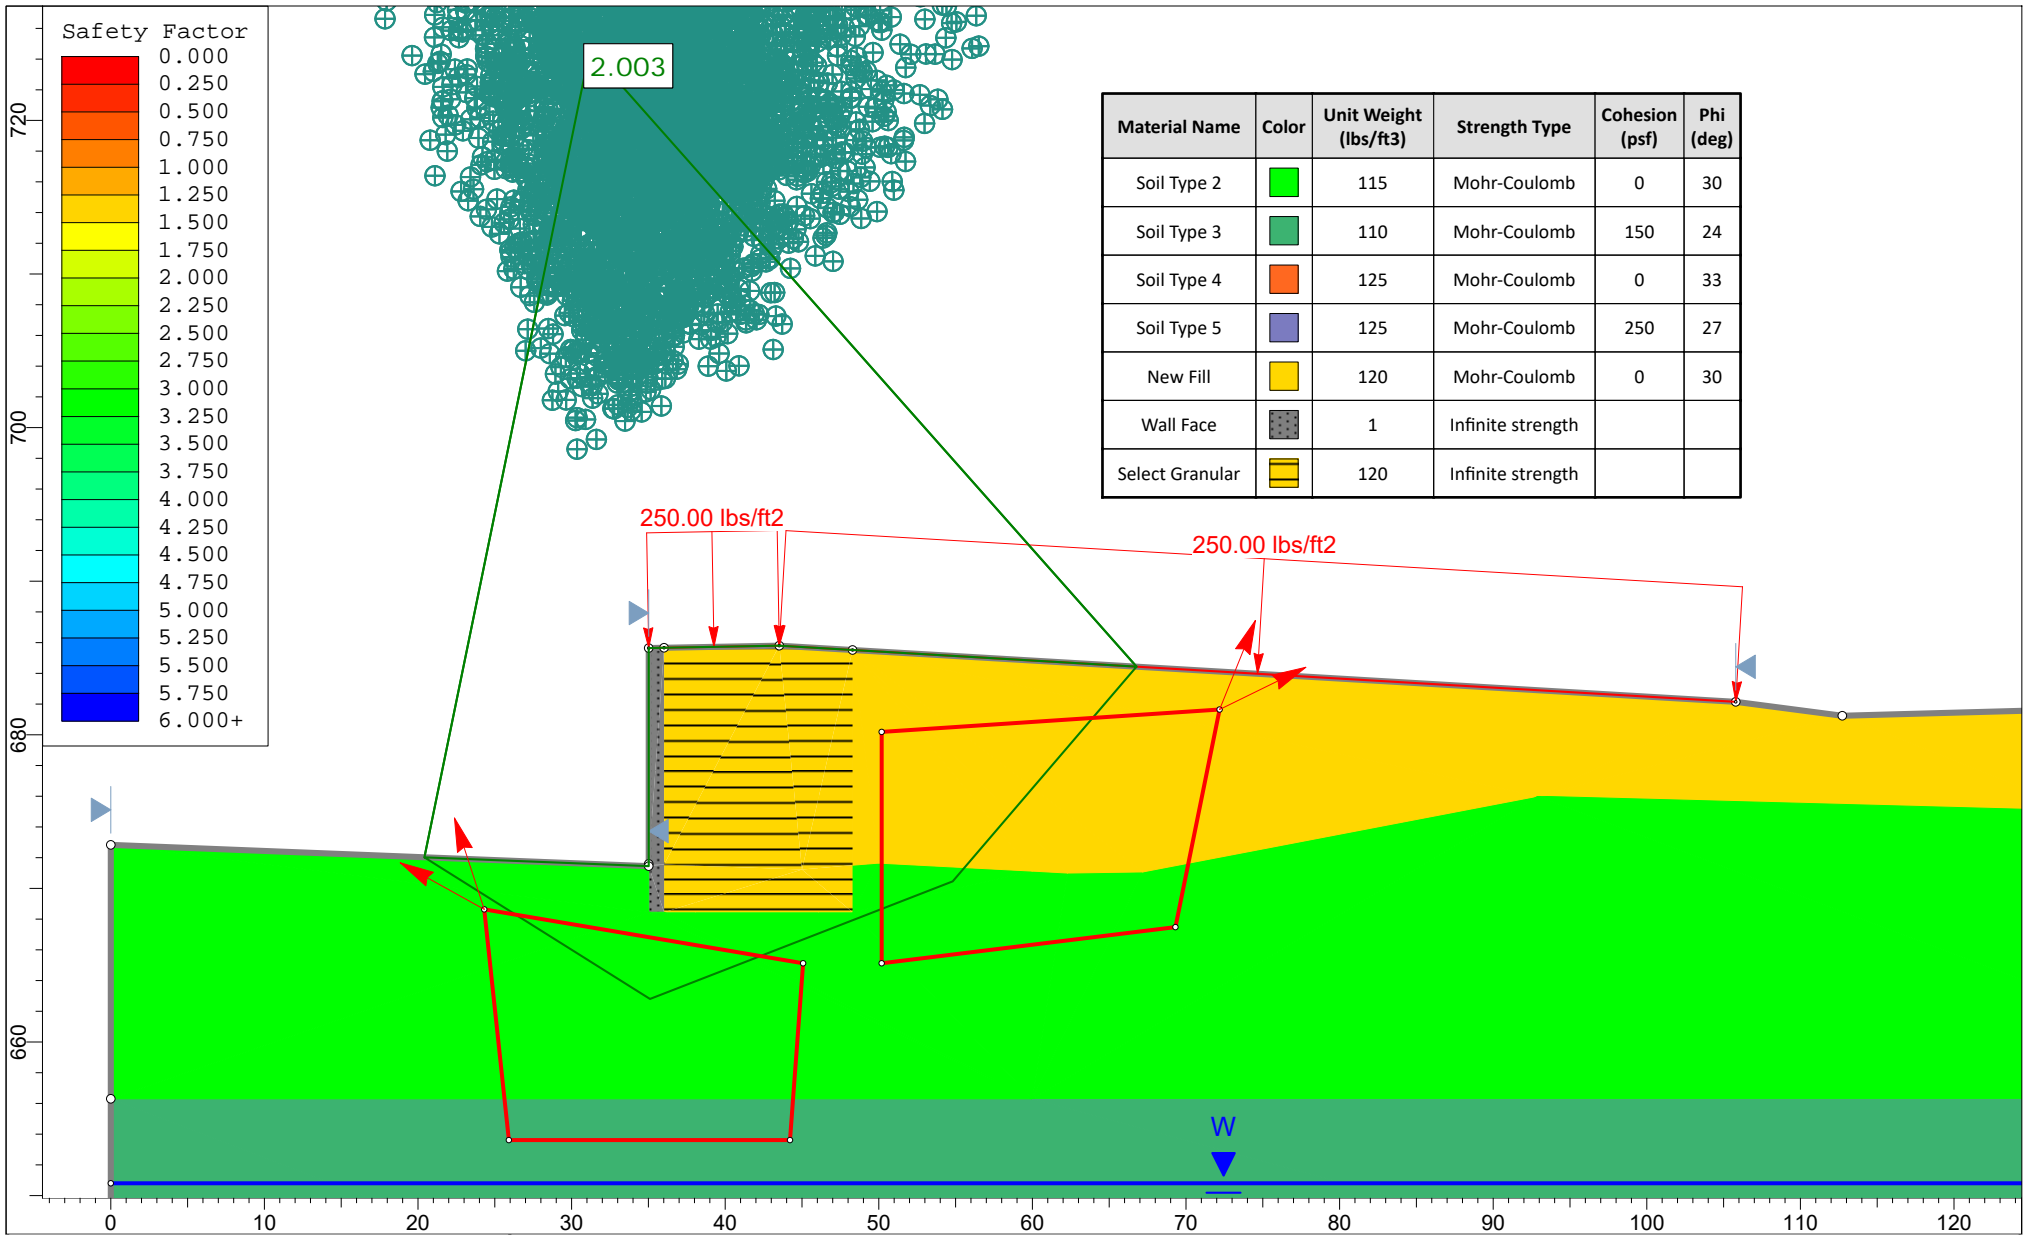 Safety Factor
0.000
0.250
0.500
0.750
1.000
1.250
1.500
1.750
2.000
2.250
2.500
2.750
3.000
3.250
3.500
3.750
4.000
4.250
4.500
4.750
5.000
5.250
5.500
5.750
6.000+
2.003
Material Name Color Unit Weight (lbs/ft3) Strength Type Cohesion (psf) Phi (deg)
Soil Type 2 115 Mohr-Coulomb 0 30
Soil Type 3 110 Mohr-Coulomb 150 24
Soil Type 4 125 Mohr-Coulomb 0 33
Soil Type 5 125 Mohr-Coulomb 250 27
New Fill 120 Mohr-Coulomb 0 30
Wall Face 1 Infinite strength
Select Granular 120 Infinite strength
250.00 lbs/ft2
250.00 lbs/ft2
W
720
700
680
660
0 10 20 30 40 50 60 70 80 90 100 110 120